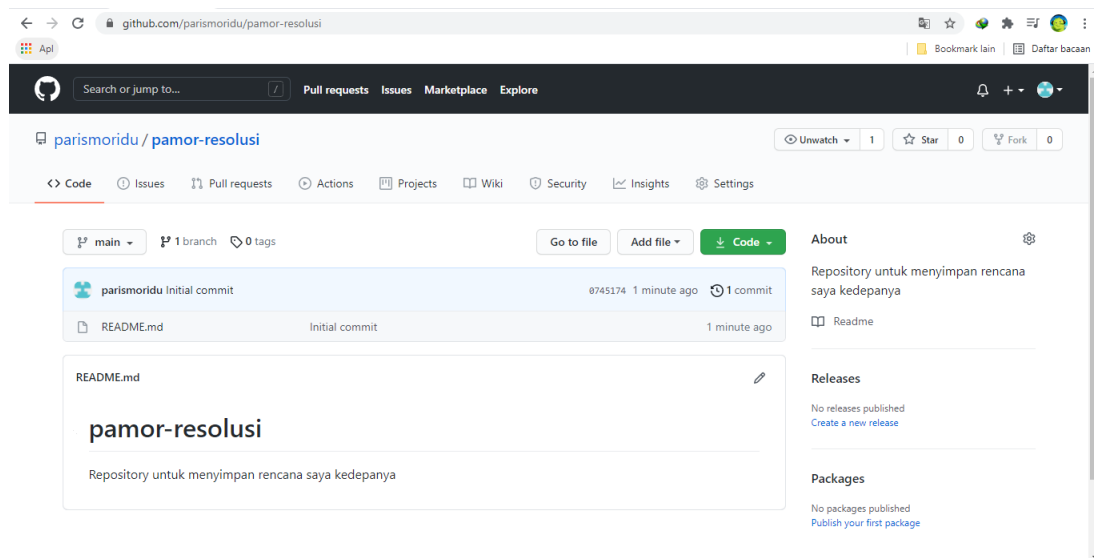 github.com/parismoridu/pamor-resolusi
Apl
Bookmark lain
Daftar bacaan
Search or jump to...
/
Pull requests Issues Marketplace Explore
parismoridu / pamor-resolusi
Unwatch 1
Star 0
Fork 0
<> Code
Issues
Pull requests
Actions
Projects
Wiki
Security
Insights
Settings
main
1 branch
0 tags
Go to file
Add file
Code
parismoridu Initial commit
0745174 1 minute ago
1 commit
README.md
Initial commit
1 minute ago
README.md
pamor-resolusi
Repository untuk menyimpan rencana saya kedepanya
About
Repository untuk menyimpan rencana
saya kedepanya
Readme
Releases
No releases published
Create a new release
Packages
No packages published
Publish your first package